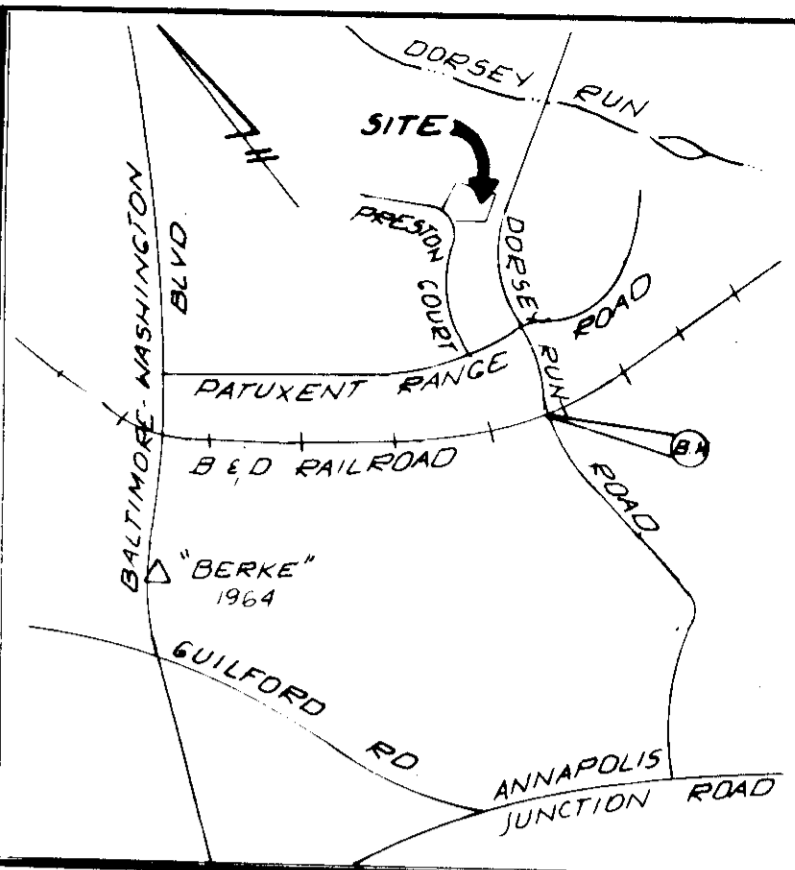 DORSEY RUN
SITE
BALTIMORE-WASHINGTON
BLVD
PRESTON COURT
DORSEY RUN ROAD
PATUXENT RANGE ROAD
B & O RAILROAD
B.M
"BERKE"
1964
GUILFORD RD
ANNAPOLIS
JUNCTION ROAD